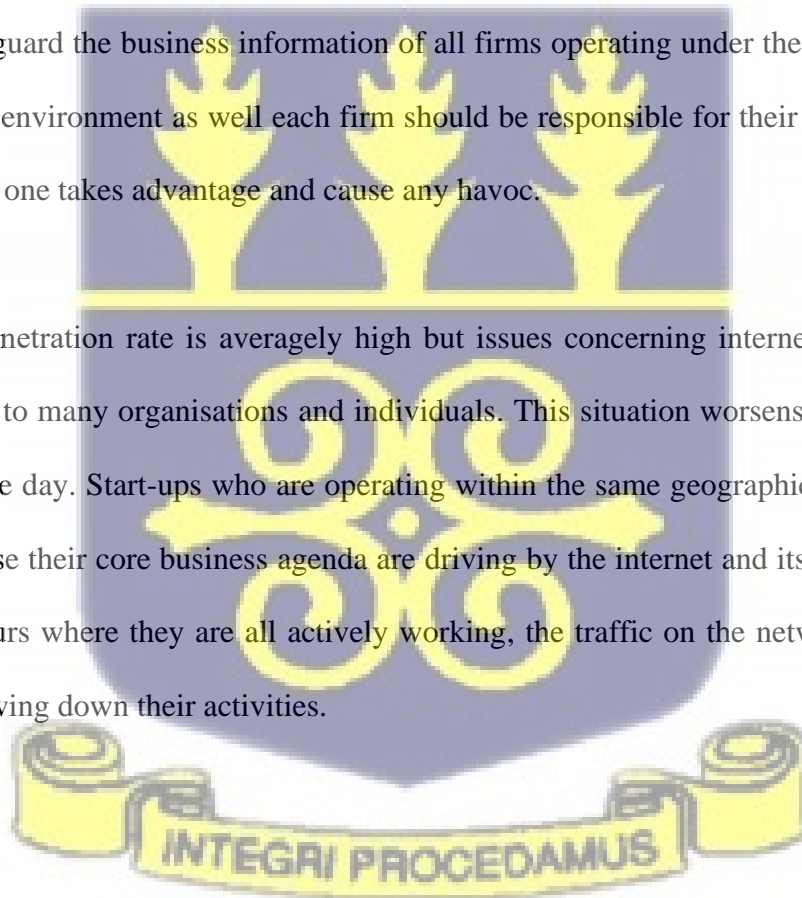 guard the business information of all firms operating under the
environment as well each firm should be responsible for their
one takes advantage and cause any havoc.
netration rate is averagely high but issues concerning internet
to many organisations and individuals. This situation worsens
e day. Start-ups who are operating within the same geographic
se their core business agenda are driving by the internet and its
urs where they are all actively working, the traffic on the netw
ving down their activities.
INTEGRI PROCEDAMUS